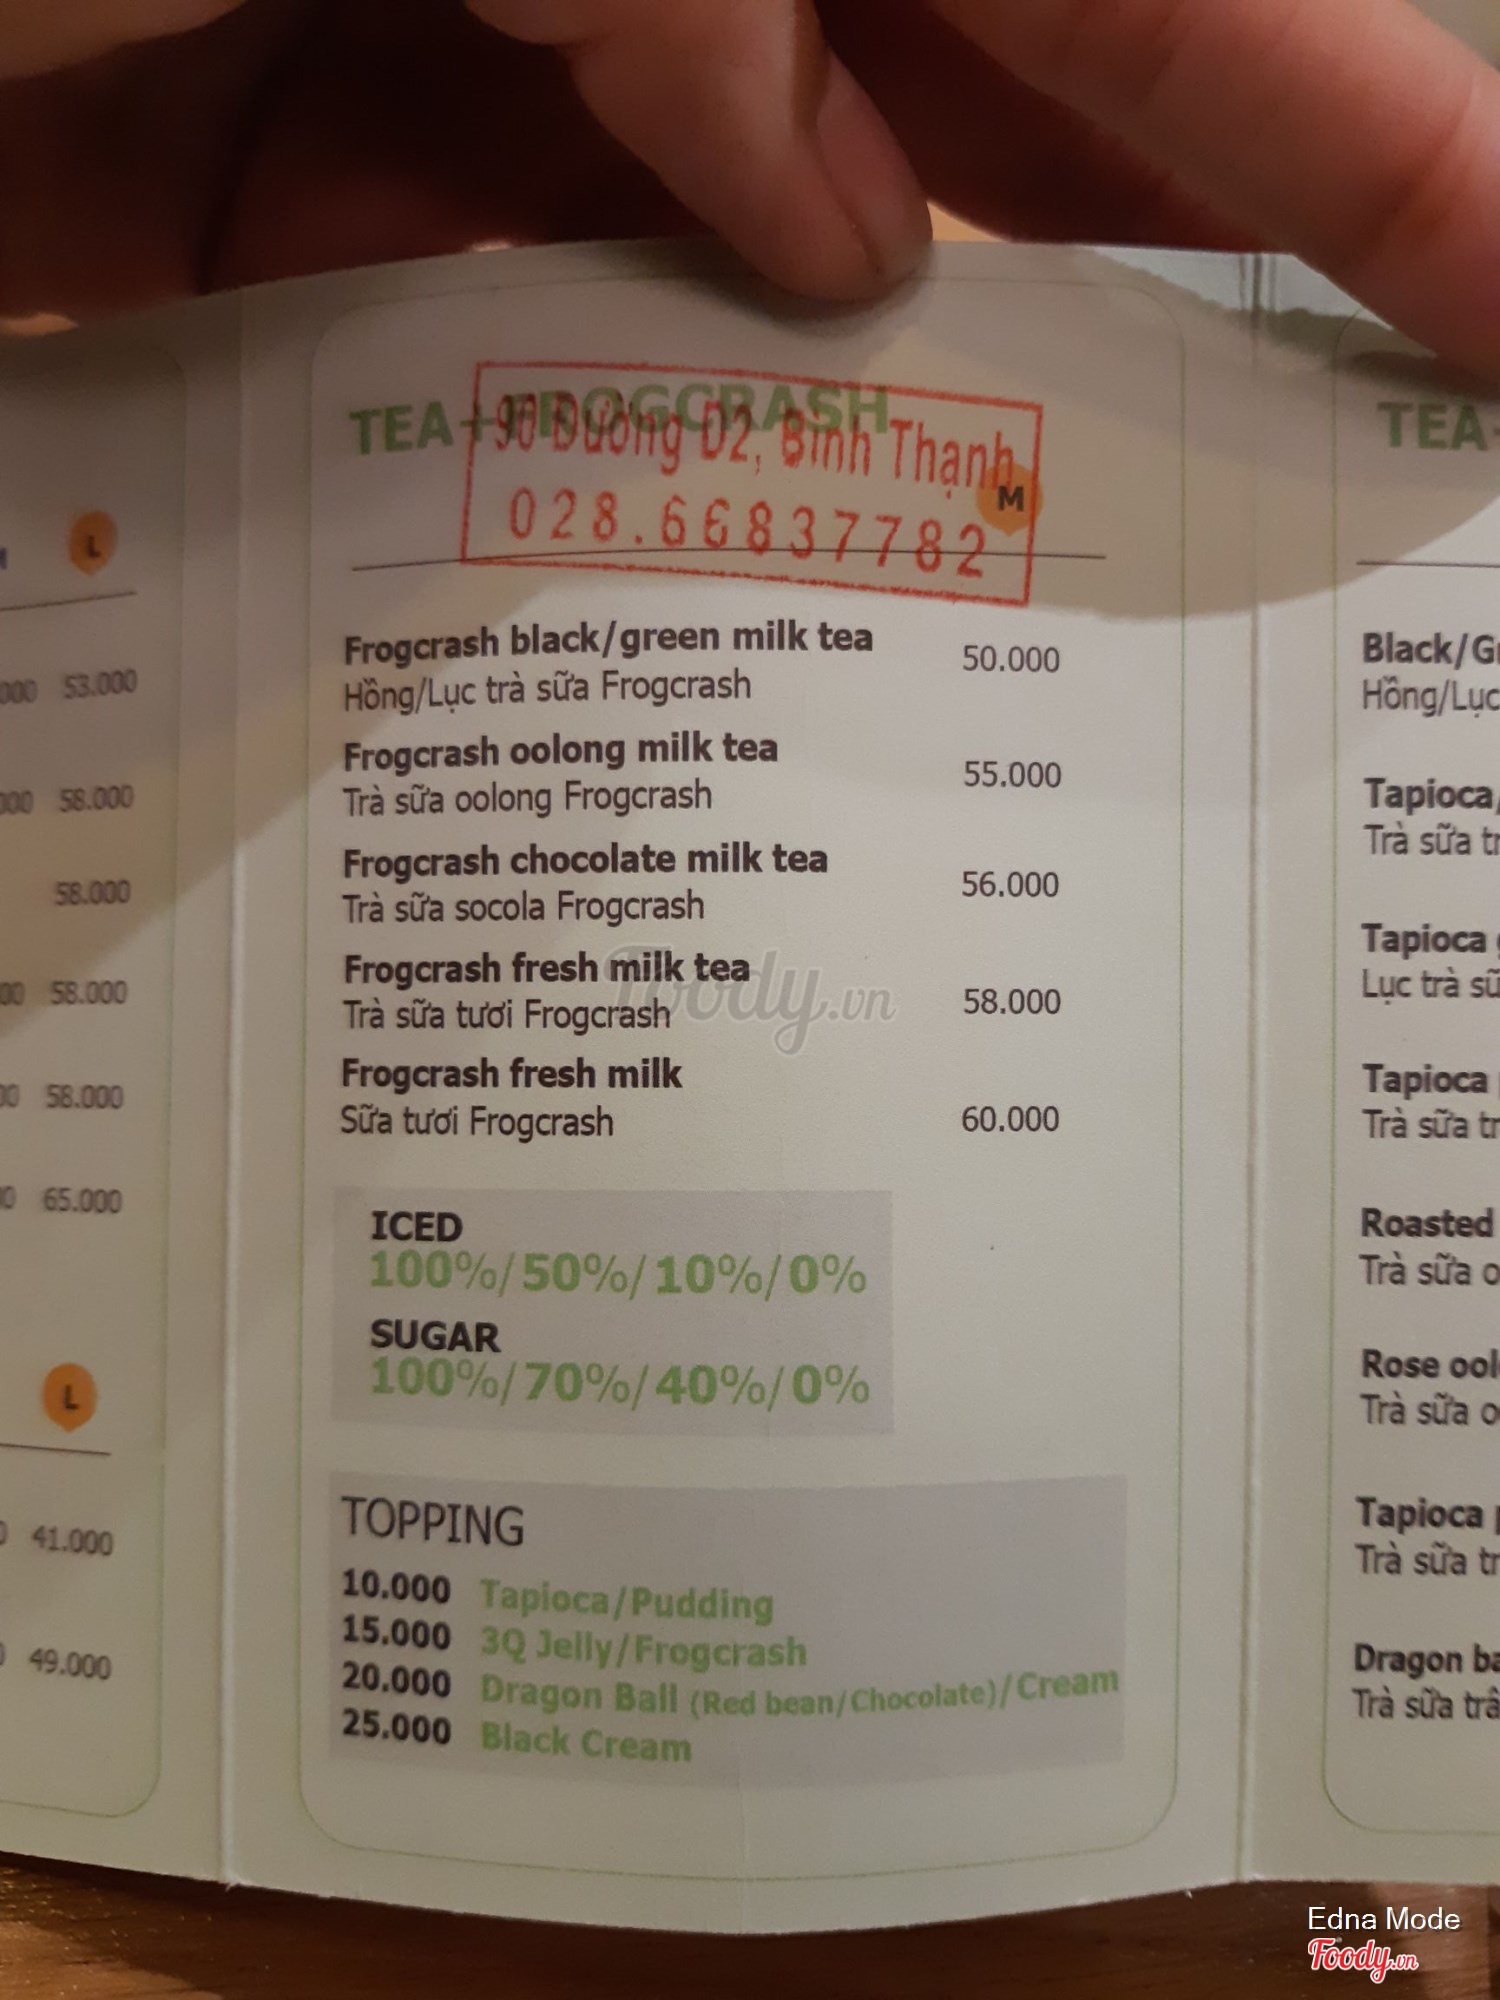 L
53.000
58.000
58.000
58.000
58.000
65.000
L
41.000
49.000
TEA+FROGCRASH
90 Đường D2, Bình Thạnh
028.66837782
M
Frogcrash black/green milk tea 50.000
Hồng/Lục trà sữa Frogcrash
Frogcrash oolong milk tea 55.000
Trà sữa oolong Frogcrash
Frogcrash chocolate milk tea 56.000
Trà sữa socola Frogcrash
Frogcrash fresh milk tea 58.000
Trà sữa tươi Frogcrash
Frogcrash fresh milk
Sữa tươi Frogcrash 60.000
ICED
100%/50%/10%/0%
SUGAR
100%/70%/40%/0%
TOPPING
10.000 Tapioca/Pudding
15.000 3Q Jelly/Frogcrash
20.000 Dragon Ball (Red bean/Chocolate)/Cream
25.000 Black Cream
TEA
Black/
Hồng/Lục
Tapioca/
Trà sữa
Tapioca
Lục trà
Tapioca
Trà sữa
Roasted
Trà sữa
Rose
Trà sữa
Tapioca
Trà sữa
Dragon
Trà sữa
Foody.vn
Edna Mode
Foody.vn